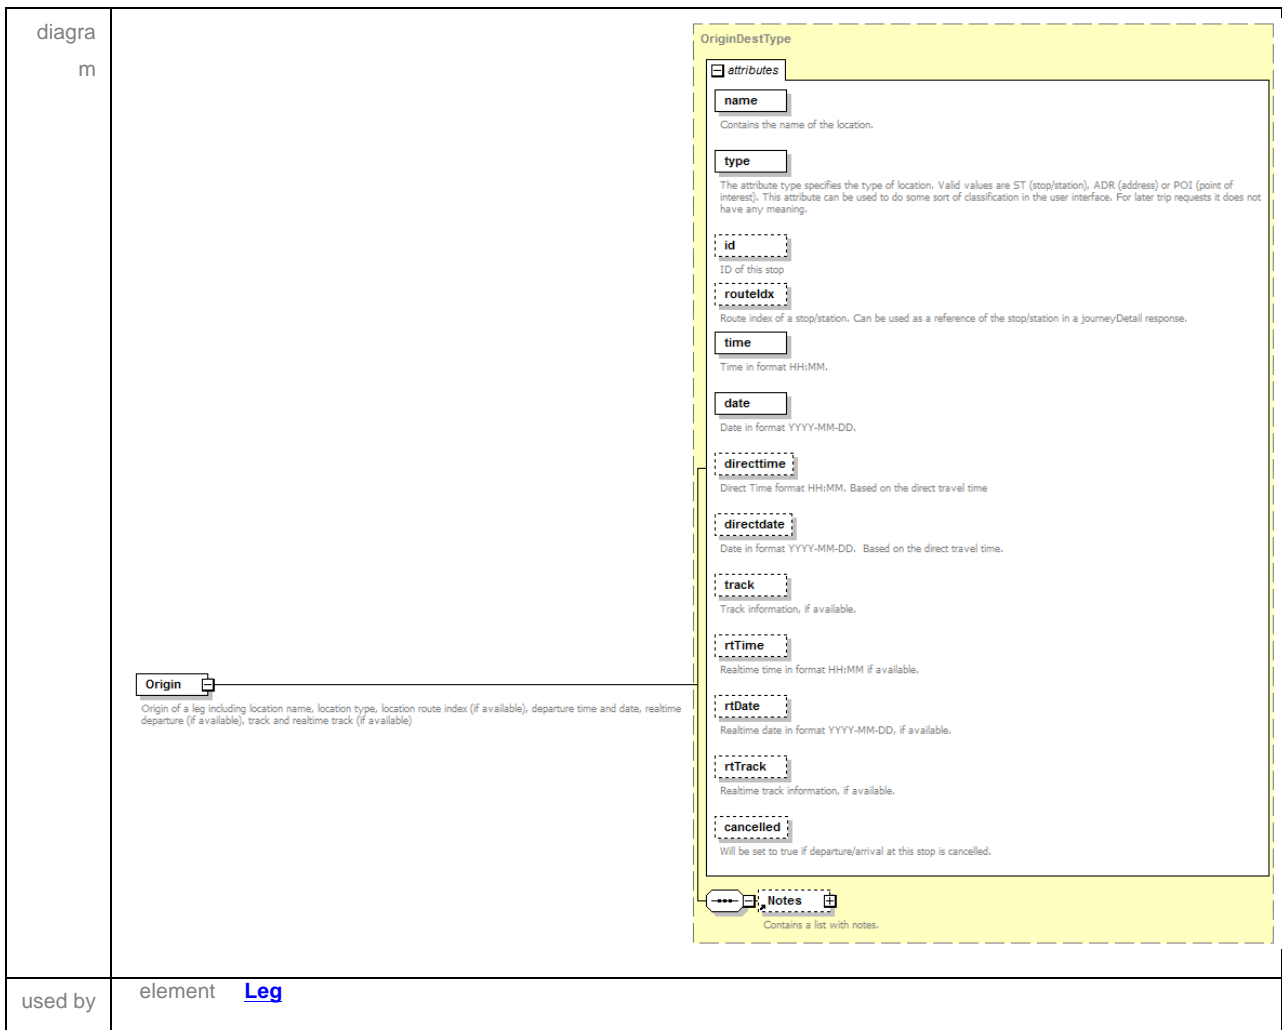 diagra
m
OriginDestType
attributes
name
Contains the name of the location.
type
The attribute type specifies the type of location. Valid values are ST (stop/station), ADR (address) or POI (point of
interest). This attribute can be used to do some sort of classification in the user interface. For later trip requests it does not
have any meaning.
id
ID of this stop
routeIdx
Route index of a stop/station. Can be used as a reference of the stop/station in a journeyDetail response.
time
Time in format HH:MM.
date
Date in format YYYY-MM-DD.
directtime
Direct Time format HH:MM. Based on the direct travel time
directdate
Date in format YYYY-MM-DD.  Based on the direct travel time.
track
Track information, if available.
rtTime
Realtime time in format HH:MM if available.
Origin
Origin of a leg including location name, location type, location route index (if available), departure time and date, realtime
departure (if available), track and realtime track (if available)
rtDate
Realtime date in format YYYY-MM-DD, if available.
rtTrack
Realtime track information, if available.
cancelled
Will be set to true if departure/arrival at this stop is cancelled.
Notes
Contains a list with notes.
used by
element Leg